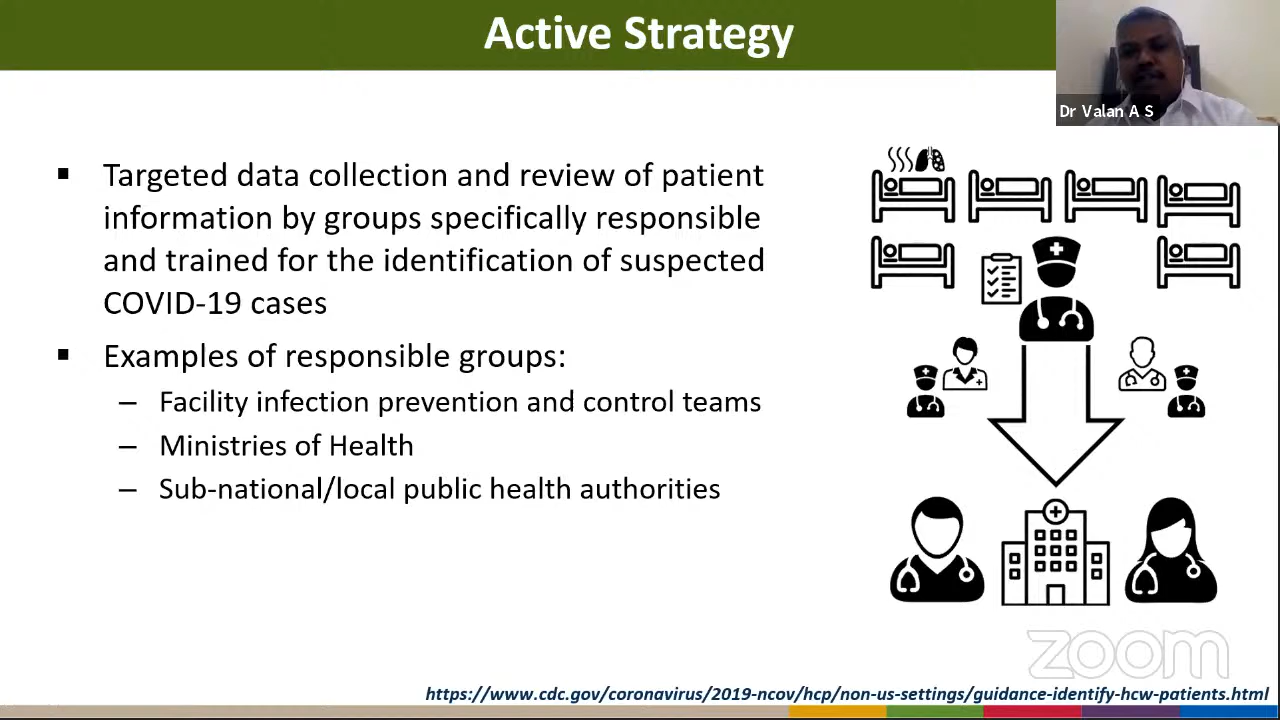 Active Strategy
Dr Valan A S
▪ Targeted data collection and review of patient
information by groups specifically responsible
and trained for the identification of suspected
COVID-19 cases
▪ Examples of responsible groups:
– Facility infection prevention and control teams
– Ministries of Health
– Sub-national/local public health authorities
zoom
https://www.cdc.gov/coronavirus/2019-ncov/hcp/non-us-settings/guidance-identify-hcw-patients.html